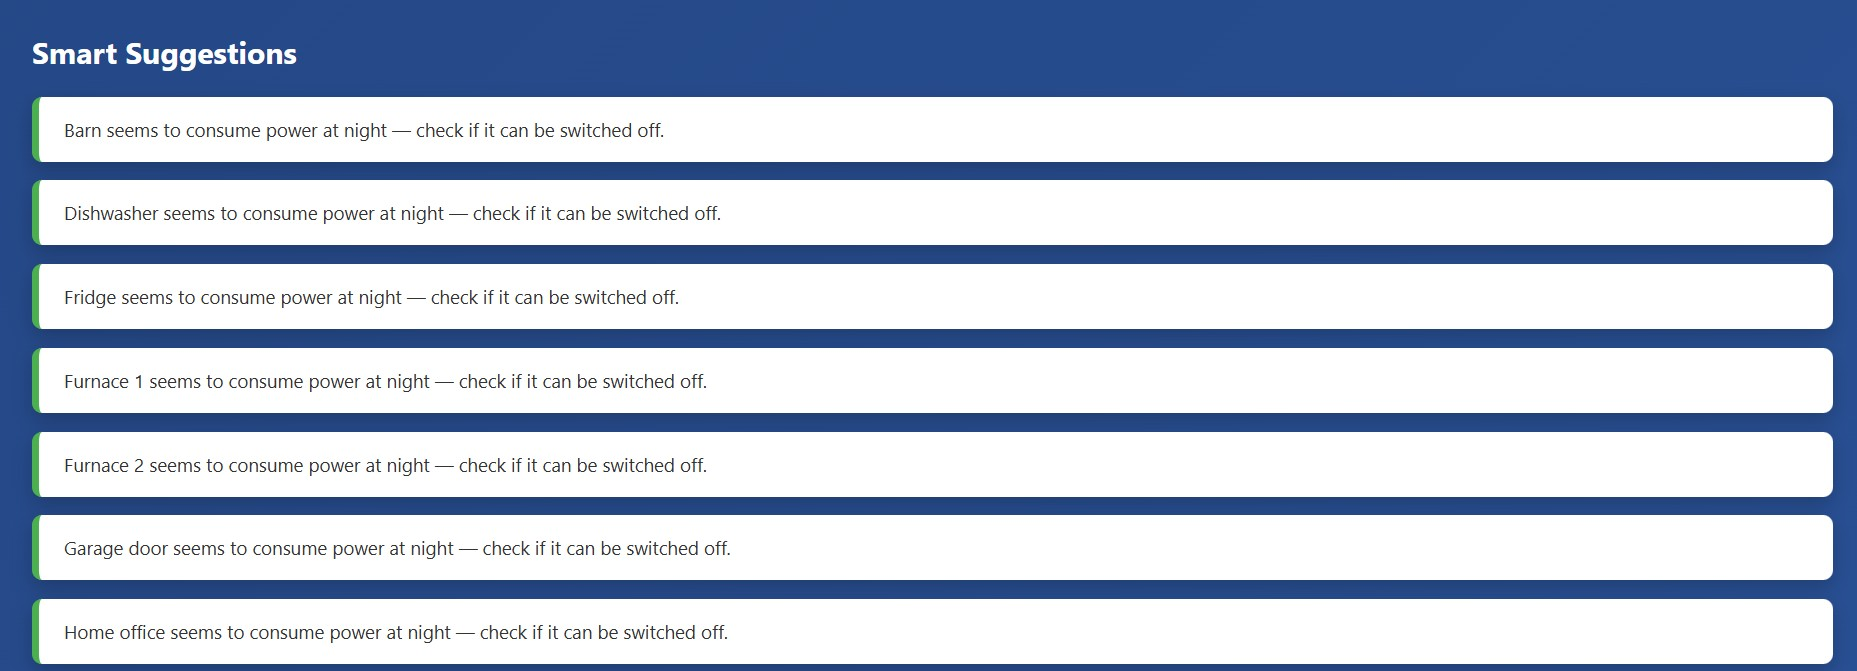 Smart Suggestions
Barn seems to consume power at night — check if it can be switched off.
Dishwasher seems to consume power at night — check if it can be switched off.
Fridge seems to consume power at night — check if it can be switched off.
Furnace 1 seems to consume power at night — check if it can be switched off.
Furnace 2 seems to consume power at night — check if it can be switched off.
Garage door seems to consume power at night — check if it can be switched off.
Home office seems to consume power at night — check if it can be switched off.